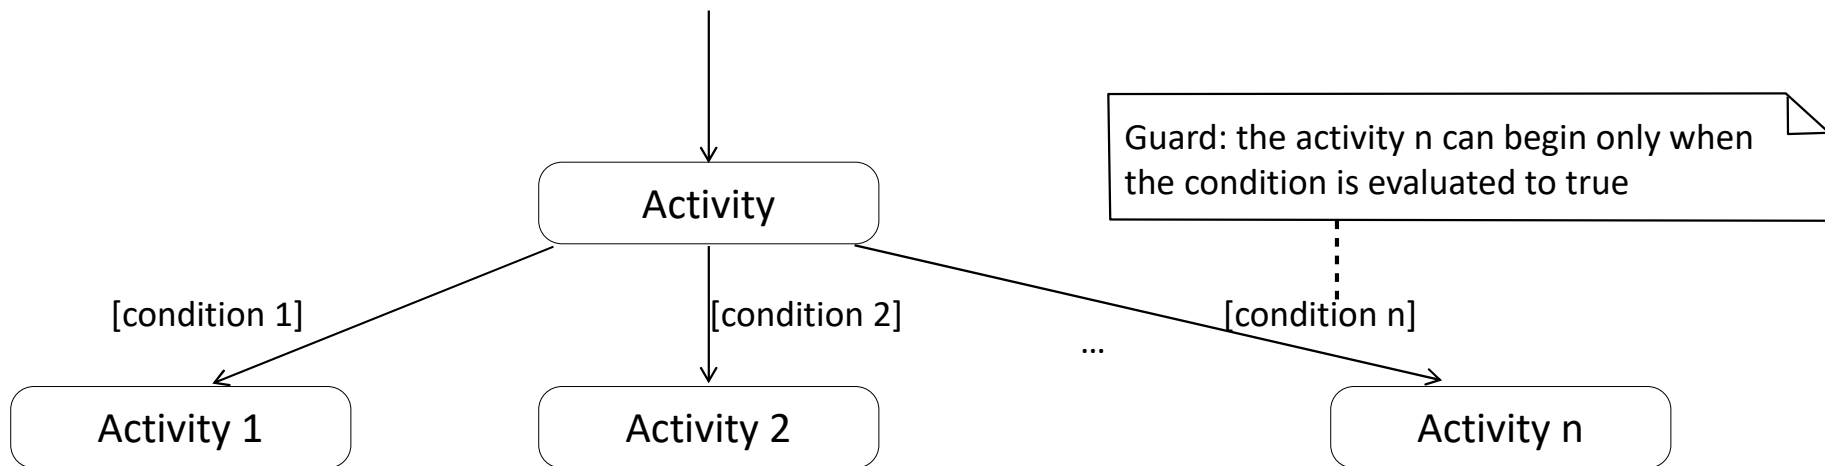 Guard: the activity n can begin only when
the condition is evaluated to true
Activity
[condition 1]
[condition 2]
[condition n]
...
Activity 1
Activity 2
Activity n